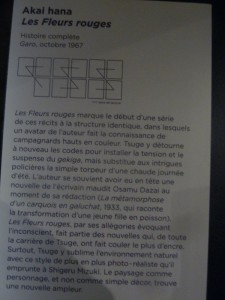 Akai hana
Les Fleurs rouges
Histoire complète
Garo, octobre 1967
Les Fleurs rouges marque le début d'une série
de ces récits à la structure identique, dans lesquels
un avatar de l'auteur fait la connaissance de
campagnards hauts en couleur. Tsuge y détourne
à nouveau les codes pour installer la tension et le
suspense du gekiga, mais substitue aux intrigues
policières la simple torpeur d'une chaude journée
d'été. L'auteur se souvient avoir eu en tête une
nouvelle de l'écrivain maudit Osamu Dazai au
moment de sa rédaction (La métamorphose
d'un carquois en galuchat, 1933, qui raconte
la transformation d'une jeune fille en poisson).
Les Fleurs rouges, par ses allégories évoquant
l'inconscient, fait partie des nouvelles qui, de toute
la carrière de Tsuge, ont fait couler le plus d'encre.
Surtout, Tsuge y sublime l'environnement naturel
avec ce style de plus en plus photo-réaliste qu'il
emprunte à Shigeru Mizuki. Le paysage comme
personnage, et non comme simple décor, trouve
une nouvelle ampleur.